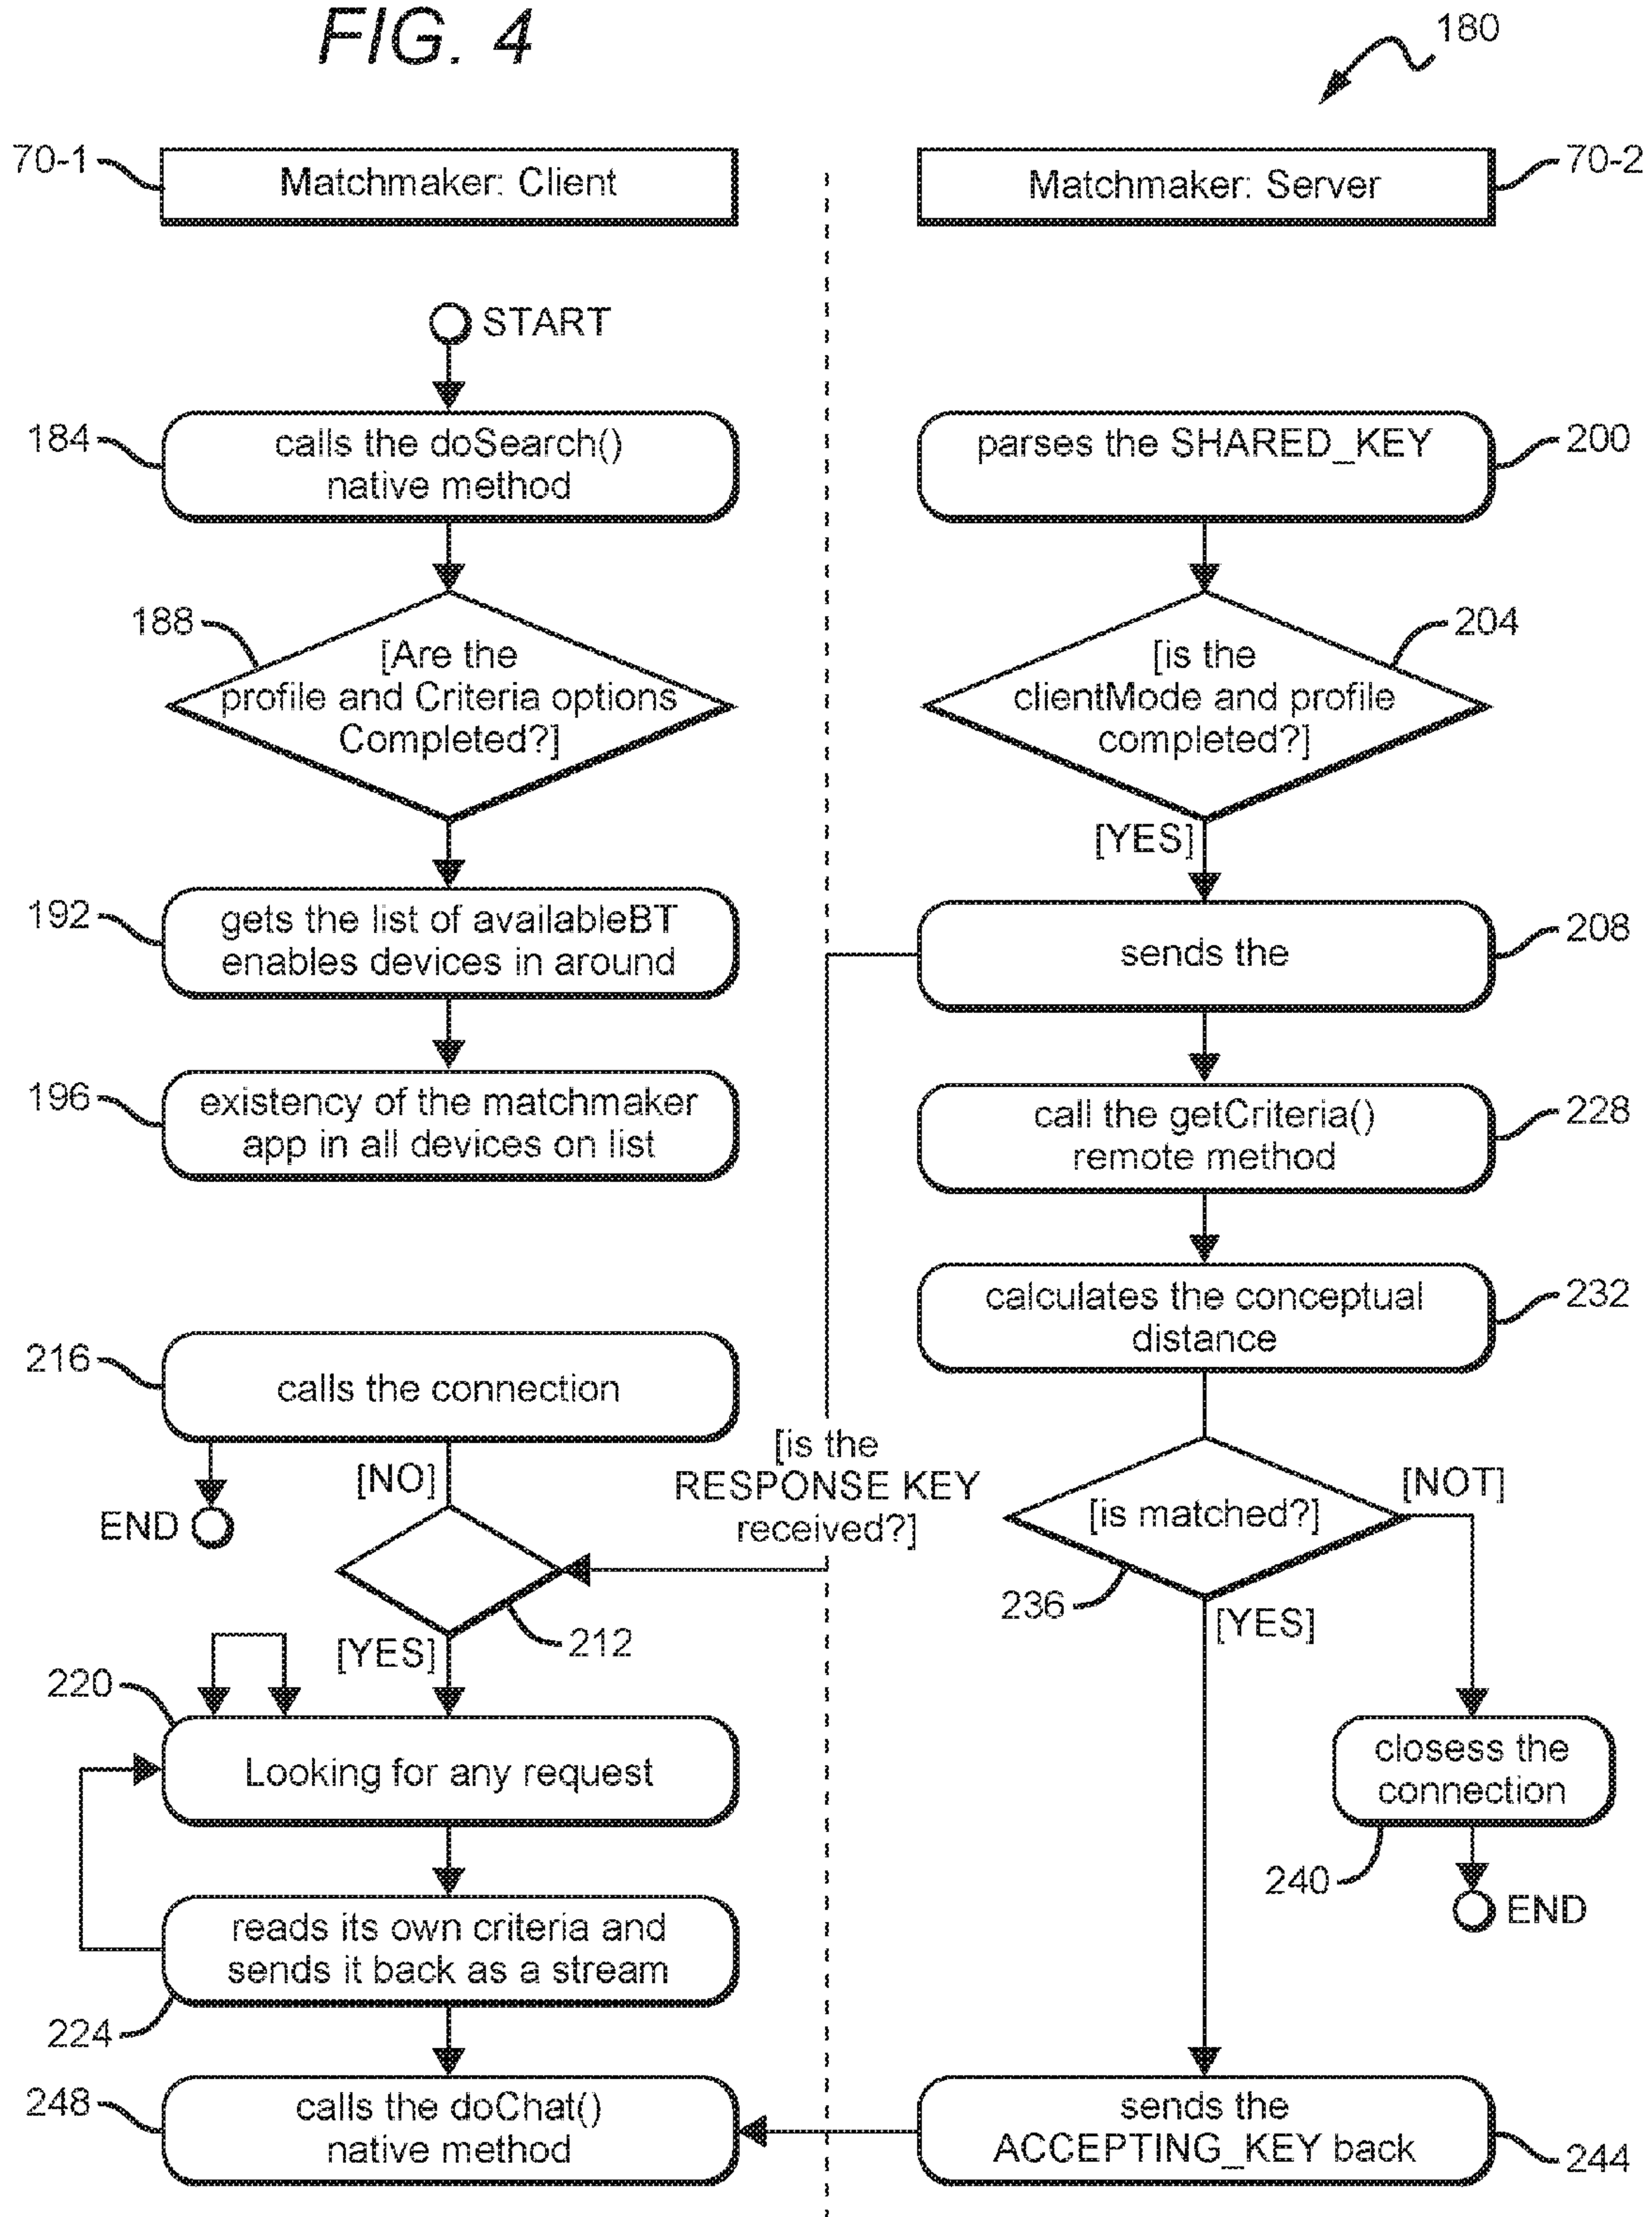 FIG. 4
180
70-1
Matchmaker: Client
Matchmaker: Server
70-2
START
184
calls the doSearch()
native method
parses the SHARED_KEY
200
188
[Are the
profile and Criteria options
Completed?]
[is the
clientMode and profile
completed?]
204
[YES]
192
gets the list of availableBT
enables devices in around
sends the
208
196
existency of the matchmaker
app in all devices on list
call the getCriteria()
remote method
228
calculates the conceptual
distance
232
216
calls the connection
[NO]
END
[is the
RESPONSE KEY
received?]
212
[YES]
[is matched?]
[NOT]
236
[YES]
220
Looking for any request
closess the
connection
240
END
reads its own criteria and
sends it back as a stream
224
248
calls the doChat()
native method
sends the
ACCEPTING_KEY back
244